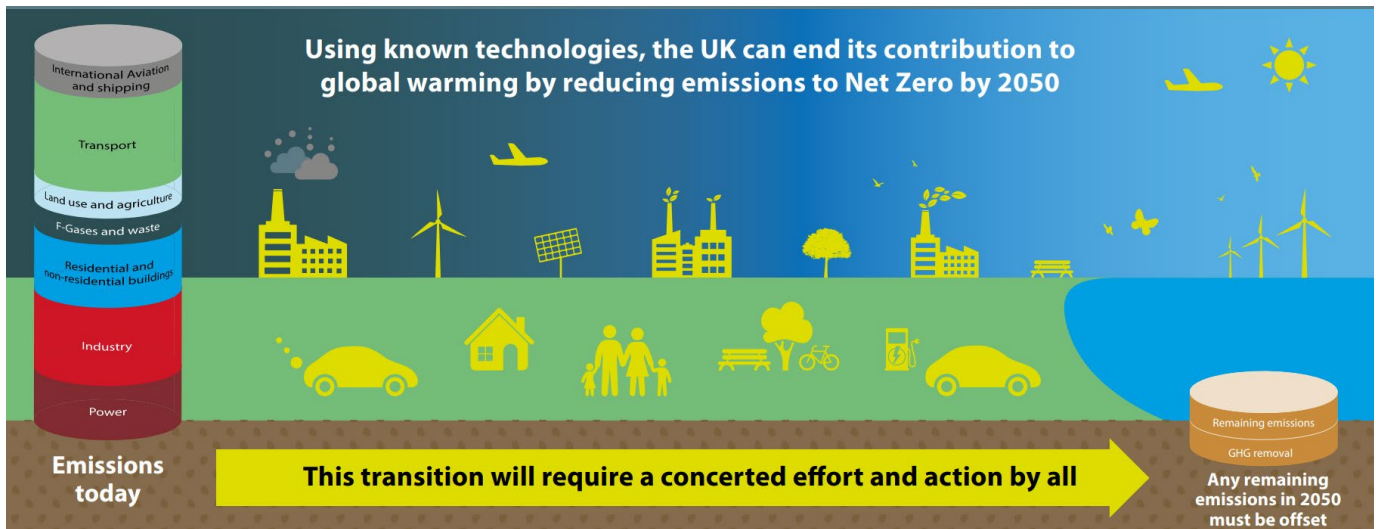 Using known technologies, the UK can end its contribution to
global warming by reducing emissions to Net Zero by 2050
International Aviation
and shipping
Transport
Land use and agriculture
F-Gases and waste
Residential and
non-residential buildings
Industry
Power
Emissions
today
This transition will require a concerted effort and action by all
Remaining emissions
GHG removal
Any remaining
emissions in 2050
must be offset